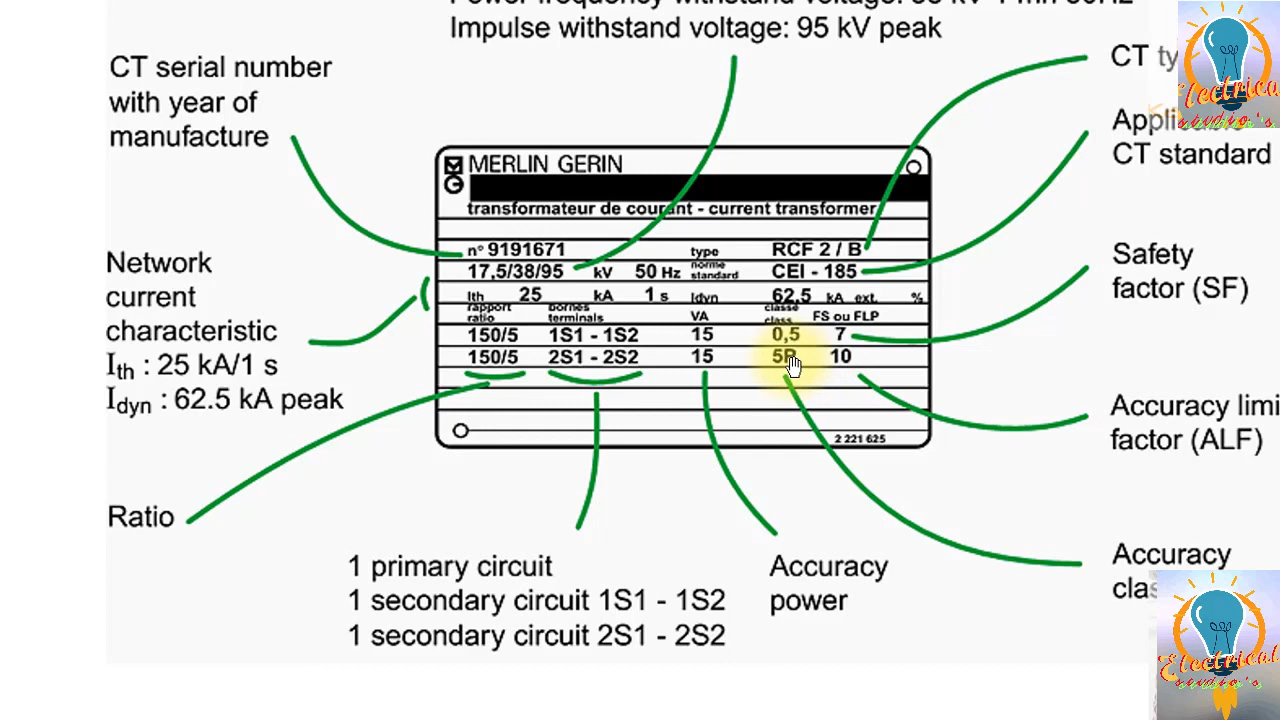 Impulse withstand voltage: 95 kV peak
CT serial number
with year of
manufacture
CT
Electrical
studio's
CT standard
MERLIN GERIN
transformateur de courant - current transformer
n° 9191671 type RCF 2 / B
17,5/38/95 kV 50 Hz norme standard CEI - 185
Ith 25 kA 1 s Idyn 62,5 kA ext. %
rapport ratio bornes terminals VA classe class FS ou FLP
150/5 1S1 - 1S2 15 0,5 7
150/5 2S1 - 2S2 15 5P 10
2 221 625
Network
current
characteristic
Ith : 25 kA/1 s
Idyn : 62.5 kA peak
Safety
factor (SF)
Accuracy
factor (ALF)
Ratio
1 primary circuit
1 secondary circuit 1S1 - 1S2
1 secondary circuit 2S1 - 2S2
Accuracy
power
Accuracy
Electrical
studio's